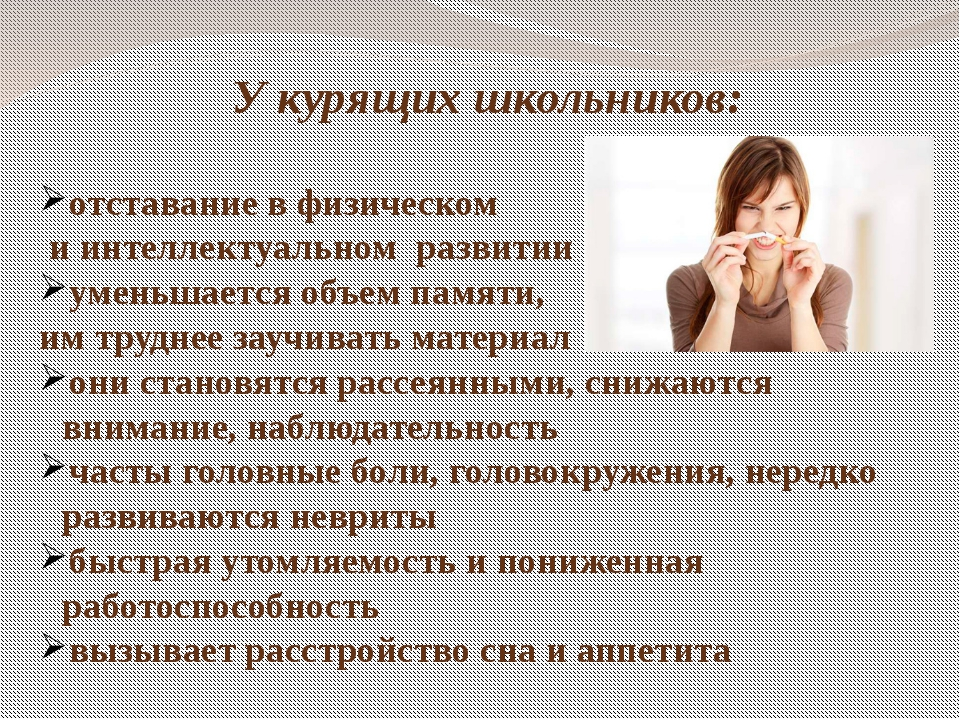 У курящих школьников:
отставание в физическом
и интеллектуальном развитии
уменьшается объем памяти,
им труднее заучивать материал
они становятся рассеянными, снижаются
внимание, наблюдательность
часты головные боли, головокружения, нередко
развиваются невриты
быстрая утомляемость и пониженная
работоспособность
вызывает расстройство сна и аппетита